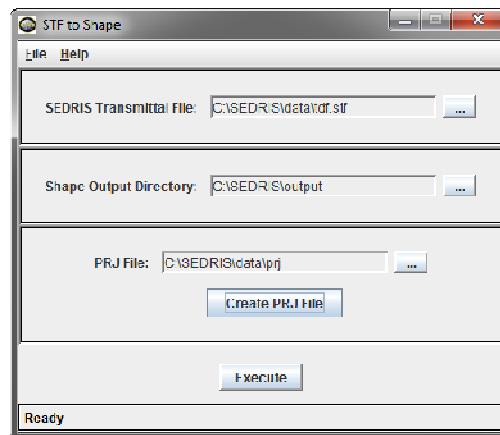 STF to Shape
File Help
SEDRIS Transmittal File: C:\SEDRIS\data\tdf.stf ...
Shape Output Directory: C:\SEDRIS\output ...
PRJ File: C:\SEDRIS\data\prj ...
Create PRJ File
Execute
Ready